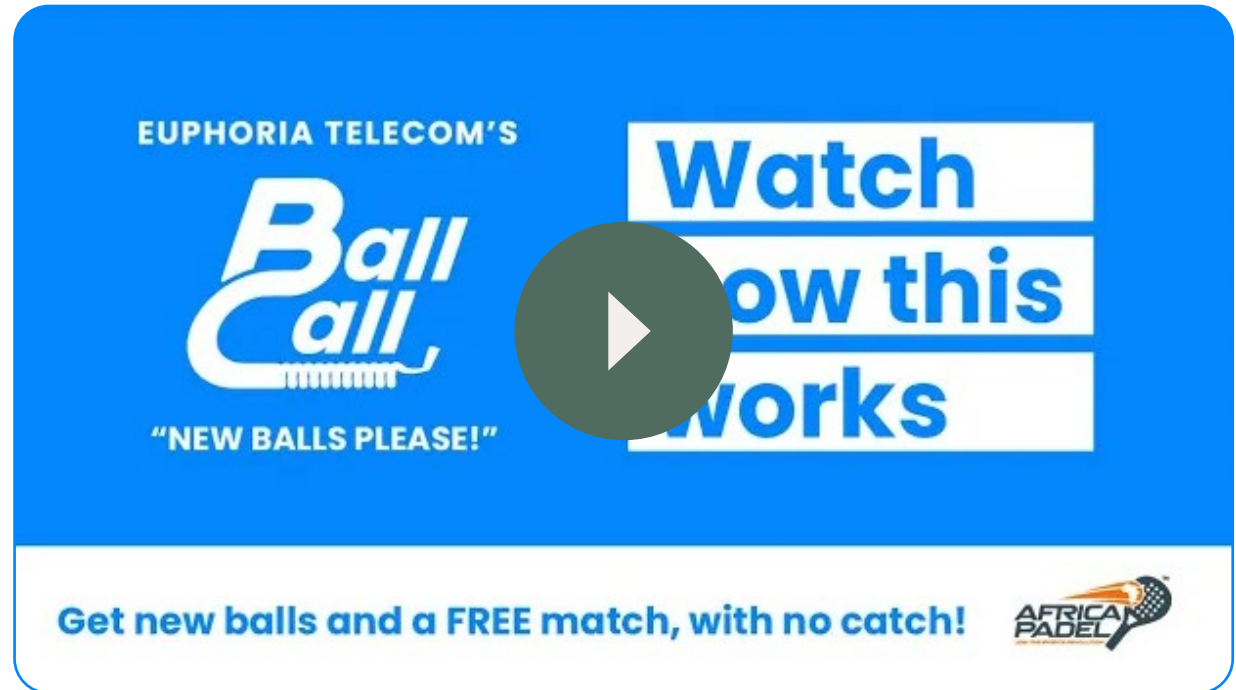 EUPHORIA TELECOM’S
Ball
Call
“NEW BALLS PLEASE!”
Watch
ow this
works
Get new balls and a FREE match, with no catch!
AFRICA
PADEL